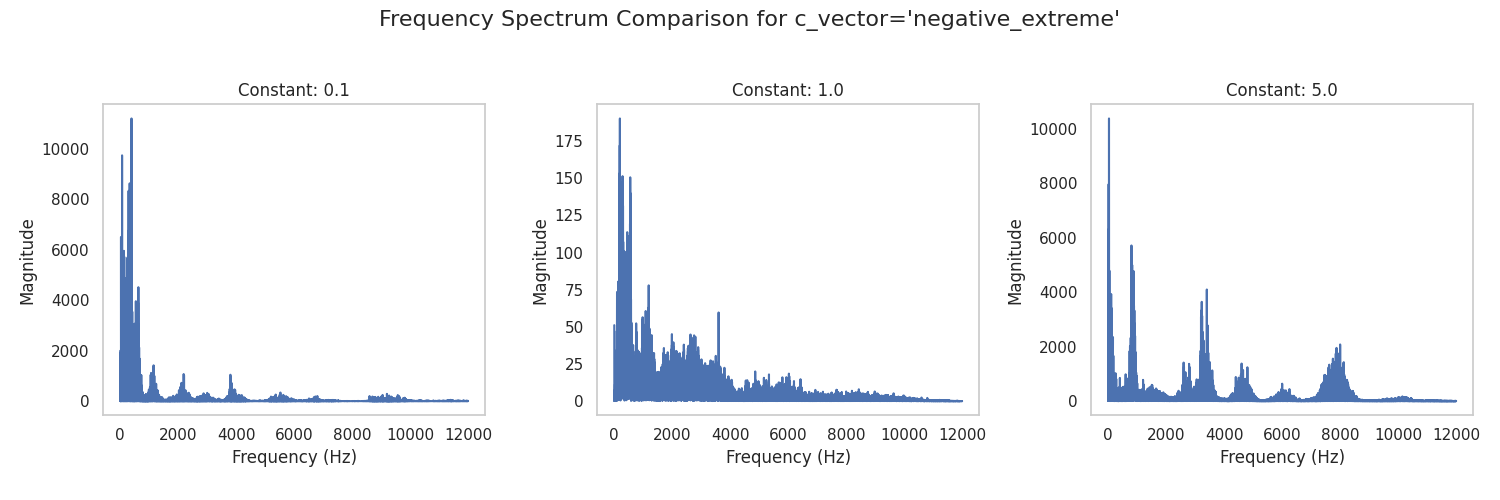 Frequency Spectrum Comparison for c_vector='negative_extreme'
Constant: 0.1
Magnitude
10000
8000
6000
4000
2000
0
0 2000 4000 6000 8000 10000 12000
Frequency (Hz)
Constant: 1.0
Magnitude
175
150
125
100
75
50
25
0
0 2000 4000 6000 8000 10000 12000
Frequency (Hz)
Constant: 5.0
Magnitude
10000
8000
6000
4000
2000
0
0 2000 4000 6000 8000 10000 12000
Frequency (Hz)